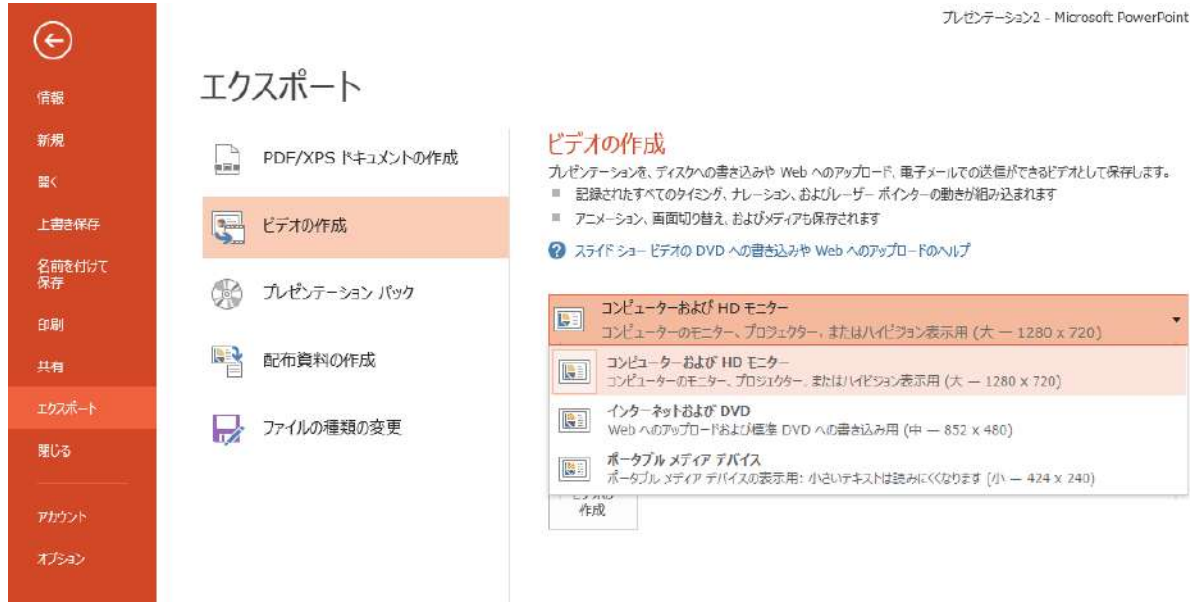 プレゼンテーション2 - Microsoft PowerPoint
情報
新規
開く
上書き保存
名前を付けて
保存
印刷
共有
エクスポート
閉じる
アカウント
オプション
エクスポート
PDF/XPS ドキュメントの作成
ビデオの作成
プレゼンテーション パック
配布資料の作成
ファイルの種類の変更
ビデオの作成
プレゼンテーションを、ディスクへの書き込みや Web へのアップロード、電子メールでの送信ができるビデオとして保存します。
記録されたすべてのタイミング、ナレーション、およびレーザー ポインターの動きが組み込まれます
アニメーション、画面切り替え、およびメディアも保存されます
スライド ショー ビデオの DVD への書き込みや Web へのアップロードのヘルプ
コンピューターおよび HD モニター
コンピューターのモニター、プロジェクター、またはハイビジョン表示用 (大 — 1280 x 720)
コンピューターおよび HD モニター
コンピューターのモニター、プロジェクター、またはハイビジョン表示用 (大 — 1280 x 720)
インターネットおよび DVD
Web へのアップロードおよび標準 DVD への書き込み用 (中 — 852 x 480)
ポータブル メディア デバイス
ポータブル メディア デバイスの表示用: 小さいテキストは読みにくくなります (小 — 424 x 240)
作成